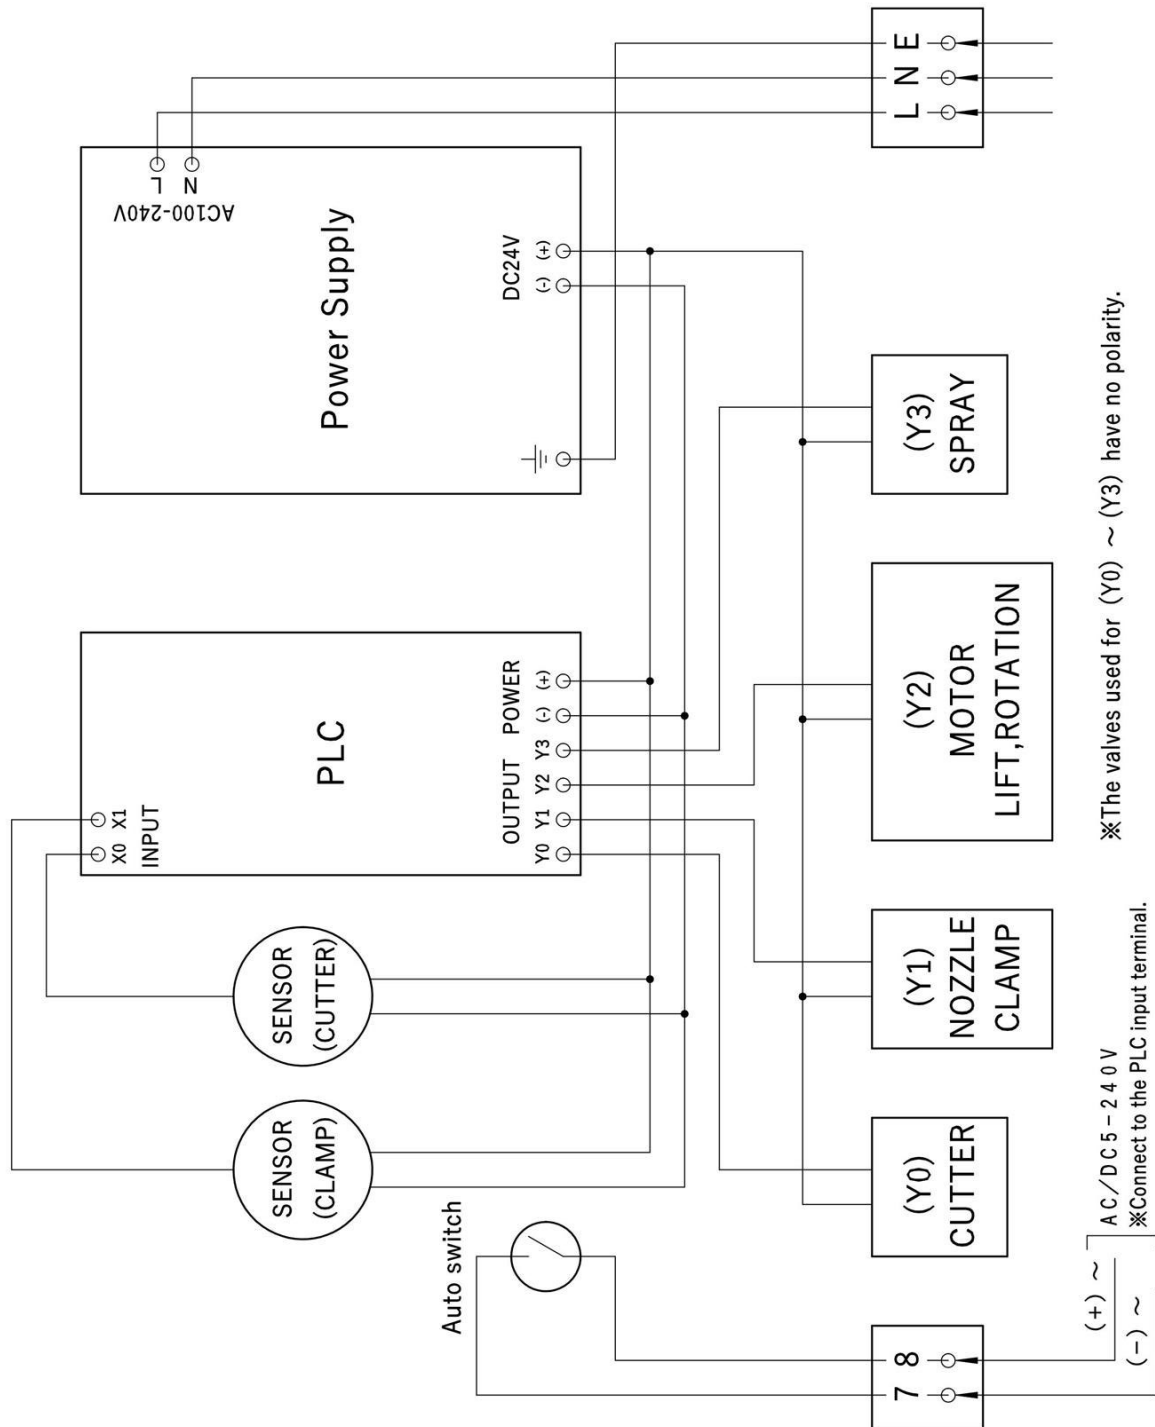 E
N
L
L
N
AC100-240V
Power Supply
DC24V
(+)
(-)
(Y3)
SPRAY
PLC
POWER
(+)
(-)
OUTPUT
Y3
Y2
Y1
Y0
X1
X0
INPUT
(Y2)
MOTOR
LIFT,ROTATION
SENSOR
(CUTTER)
SENSOR
(CLAMP)
(Y1)
NOZZLE
CLAMP
(Y0)
CUTTER
Auto switch
8
7
(+) ~
(-) ~
AC/DC5-240V
※Connect to the PLC input terminal.
※The valves used for (Y0) ~ (Y3) have no polarity.